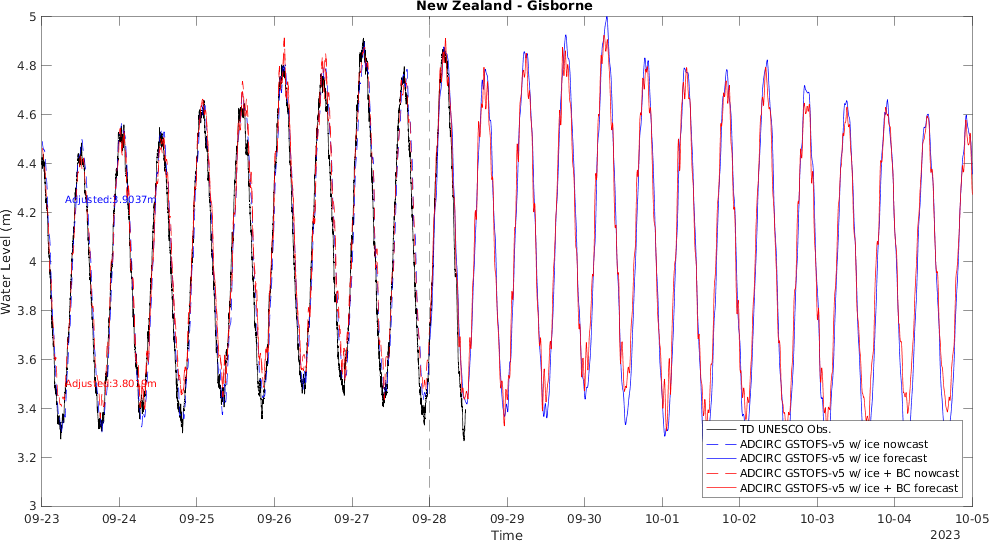 New Zealand - Gisborne
5
4.8
4.6
4.4
4.2
4
3.8
3.6
3.4
3.2
3
Water Level (m)
Adjusted:3.9037m
Adjusted:3.8019m
TD UNESCO Obs.
ADCIRC GSTOFS-v5 w/ ice nowcast
ADCIRC GSTOFS-v5 w/ ice forecast
ADCIRC GSTOFS-v5 w/ ice + BC nowcast
ADCIRC GSTOFS-v5 w/ ice + BC forecast
09-23 09-24 09-25 09-26 09-27 09-28 09-29 09-30 10-01 10-02 10-03 10-04 10-05
Time
2023